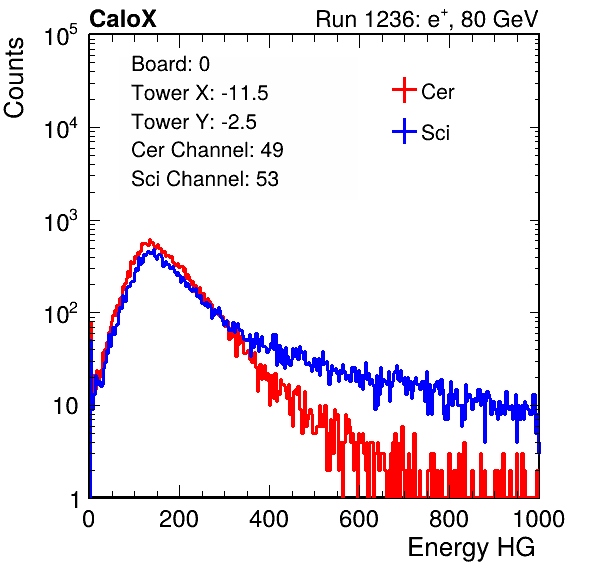 CaloX Run 1236: e⁺, 80 GeV
Board: 0
Tower X: -11.5
Tower Y: -2.5
Cer Channel: 49
Sci Channel: 53
Cer
Sci
Counts
10⁵
10⁴
10³
10²
10
1
0 200 400 600 800 1000
Energy HG